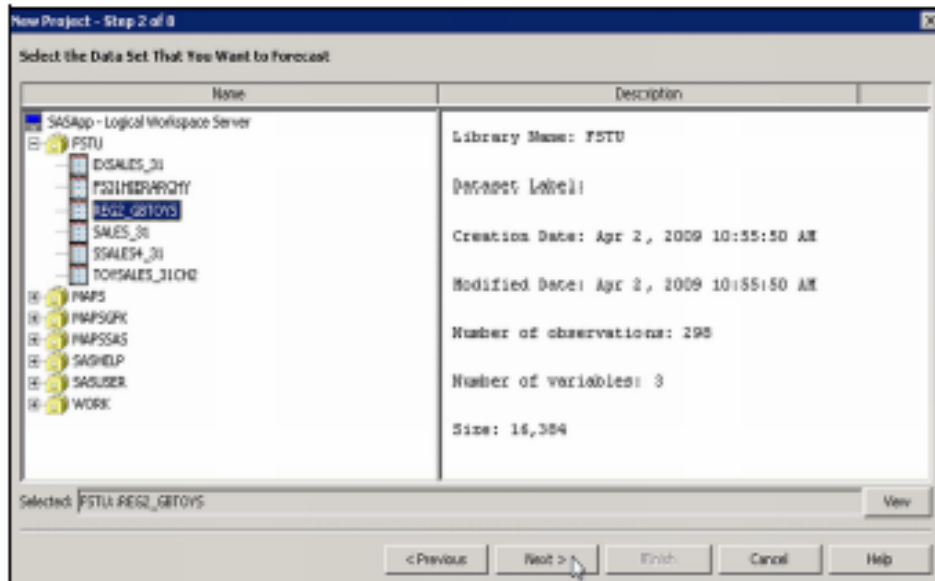 New Project - Step 2 of 8
Select the Data Set That You Want to Forecast
Name
Description
SASApp - Logical Workspace Server
FSTU
EXSALES_31
FS31HIERARCHY
REG2_GBTOYS
SALES_31
SSALES4_31
TOYSALES_31CH2
MAPS
MAPSGFK
MAPSSAS
SASHELP
SASUSER
WORK
Library Name: FSTU
Dataset Label:
Creation Date: Apr 2, 2009 10:55:50 AM
Modified Date: Apr 2, 2009 10:55:50 AM
Number of observations: 298
Number of variables: 3
Size: 16,384
Selected: FSTU.REG2_GBTOYS
View
< Previous
Next >
Finish
Cancel
Help